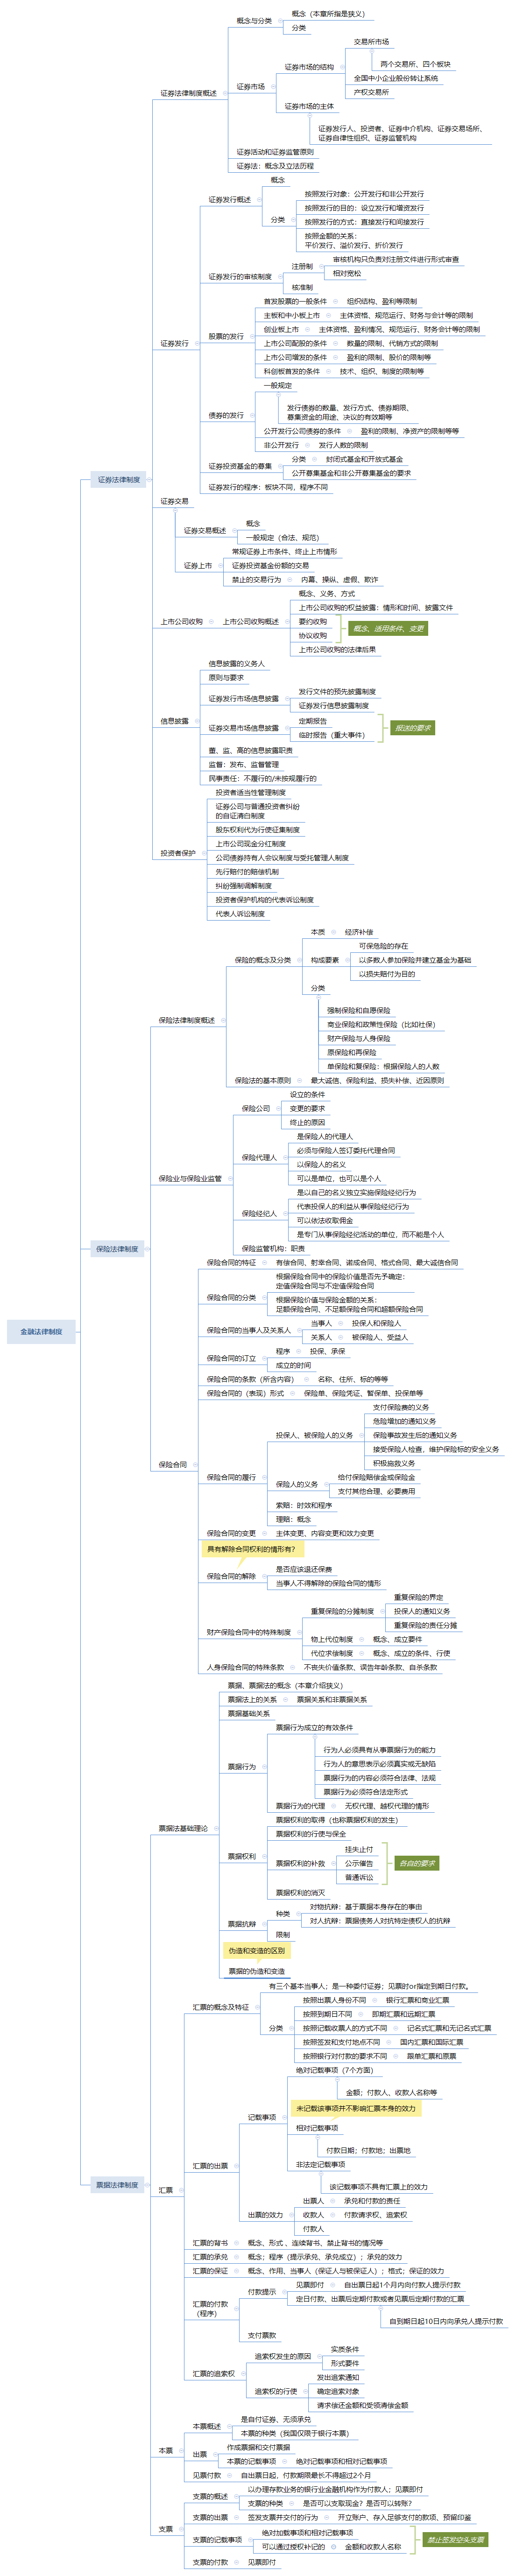 金融法律制度
证券法律制度
证券法律制度概述
概念与分类
概念（本章所指是狭义）
分类
证券市场
证券市场的结构
交易所市场
两个交易所、四个板块
全国中小企业股份转让系统
产权交易所
证券市场的主体
证券发行人、投资者、证券中介机构、证券交易场所、
证券自律性组织、证券监管机构
证券活动和证券监管原则
证券法：概念及立法历程
证券发行
证券发行概述
概念
分类
按照发行对象：公开发行和非公开发行
按照发行的目的：设立发行和增资发行
按照发行的方式：直接发行和间接发行
按照金额的关系：
平价发行、溢价发行、折价发行
证券发行的审核制度
注册制
审核机构只负责对注册文件进行形式审查
相对宽松
核准制
股票的发行
首发股票的一般条件
组织结构、盈利等限制
主板和中小板上市
主体资格、规范运行、财务与会计等的限制
创业板上市
主体资格、盈利情况、规范运行、财务会计等的限制
上市公司配股的条件
数量的限制、代销方式的限制
上市公司增发的条件
盈利的限制、股价的限制等
科创板首发的条件
技术、组织、制度的限制等
债券的发行
一般规定
发行债券的数量、发行方式、债券期限、
募集资金的用途、决议的有效期等
公开发行公司债券的条件
盈利的限制、净资产的限制等等
非公开发行
发行人数的限制
证券投资基金的募集
分类
封闭式基金和开放式基金
公开募集基金和非公开募集基金的要求
证券发行的程序：板块不同，程序不同
证券交易
证券交易概述
概念
一般规定（合法、规范）
证券上市
常规证券上市条件、终止上市情形
证券投资基金份额的交易
禁止的交易行为
内幕、操纵、虚假、欺诈
上市公司收购
上市公司收购概述
概念、义务、方式
上市公司收购的权益披露：情形和时间、披露文件
要约收购
协议收购
概念、适用条件、变更
上市公司收购的法律后果
信息披露
信息披露的义务人
原则与要求
证券发行市场信息披露
发行文件的预先披露制度
证券发行信息披露制度
证券交易市场信息披露
定期报告
临时报告（重大事件）
报送的要求
董、监、高的信息披露职责
监督：发布、监督管理
民事责任：不履行的/未按规履行的
投资者保护
投资者适当性管理制度
证券公司与普通投资者纠纷
的自证清白制度
股东权利代为行使征集制度
上市公司现金分红制度
公司债券持有人会议制度与受托管理人制度
先行赔付的赔偿机制
纠纷强制调解制度
投资者保护机构的代表诉讼制度
代表人诉讼制度
保险法律制度
保险法律制度概述
保险的概念及分类
本质
经济补偿
构成要素
可保危险的存在
以多数人参加保险并建立基金为基础
以损失赔付为目的
分类
强制保险和自愿保险
商业保险和政策性保险（比如社保）
财产保险与人身保险
原保险和再保险
单保险和复保险：根据保险人的人数
保险法的基本原则
最大诚信、保险利益、损失补偿、近因原则
保险业与保险业监管
保险公司
设立的条件
变更的要求
终止的原因
保险代理人
是保险人的代理人
必须与保险人签订委托代理合同
以保险人的名义
可以是单位，也可以是个人
保险经纪人
是以自己的名义独立实施保险经纪行为
代表投保人的利益从事保险经纪行为
可以依法收取佣金
是专门从事保险经纪活动的单位，而不能是个人
保险监管机构：职责
保险合同
保险合同的特征
有偿合同、射幸合同、诺成合同、格式合同、最大诚信合同
保险合同的分类
根据保险合同中的保险价值是否先予确定：
定值保险合同与不定值保险合同
根据保险价值与保险金额的关系：
足额保险合同、不足额保险合同和超额保险合同
保险合同的当事人及关系人
当事人
投保人和保险人
关系人
被保险人、受益人
保险合同的订立
程序
投保、承保
成立的时间
保险合同的条款（所含内容）
名称、住所、标的等等
保险合同的（表现）形式
保险单、保险凭证、暂保单、投保单等
保险合同的履行
投保人、被保险人的义务
支付保险费的义务
危险增加的通知义务
保险事故发生后的通知义务
接受保险人检查，维护保险标的安全义务
积极施救义务
保险人的义务
给付保险赔偿金或保险金
支付其他合理、必要费用
索赔：时效和程序
理赔：概念
保险合同的变更
主体变更、内容变更和效力变更
具有解除合同权利的情形有？
保险合同的解除
是否应该退还保费
当事人不得解除的保险合同的情形
财产保险合同中的特殊制度
重复保险的分摊制度
重复保险的界定
投保人的通知义务
重复保险的责任分摊
物上代位制度
概念、成立要件
代位求偿制度
概念、成立的条件、行使
人身保险合同的特殊条款
不丧失价值条款、误告年龄条款、自杀条款
票据法律制度
票据法基础理论
票据、票据法的概念（本章介绍狭义）
票据法上的关系
票据关系和非票据关系
票据基础关系
票据行为
票据行为成立的有效条件
行为人必须具有从事票据行为的能力
行为人的意思表示必须真实或无缺陷
票据行为的内容必须符合法律、法规
票据行为必须符合法定形式
票据行为的代理
无权代理、越权代理的情形
票据权利
票据权利的取得（也称票据权利的发生）
票据权利的行使与保全
票据权利的补救
挂失止付
公示催告
普通诉讼
各自的要求
票据权利的消灭
票据抗辩
种类
对物抗辩：基于票据本身存在的事由
对人抗辩：票据债务人对抗特定债权人的抗辩
限制
伪造和变造的区别
票据的伪造和变造
汇票
汇票的概念及特征
有三个基本当事人；是一种委付证券；见票时or指定到期日付款。
分类
按照出票人身份不同
银行汇票和商业汇票
按照到期日不同
即期汇票和远期汇票
按照记载收票人的方式不同
记名式汇票和无记名式汇票
按照签发和支付地点不同
国内汇票和国际汇票
按照银行对付款的要求不同
跟单汇票和原票
汇票的出票
记载事项
绝对记载事项（7个方面）
金额；付款人、收款人名称等
未记载该事项并不影响汇票本身的效力
相对记载事项
付款日期；付款地；出票地
非法定记载事项
该记载事项不具有汇票上的效力
出票的效力
出票人
承兑和付款的责任
收款人
付款请求权、追索权
付款人
汇票的背书
概念、形式、连续背书、禁止背书的情况等
汇票的承兑
概念；程序（提示承兑、承兑成立）；承兑的效力
汇票的保证
概念、作用、当事人（保证人与被保证人）；格式；保证的效力
汇票的付款
（程序）
付款提示
见票即付
自出票日起1个月内向付款人提示付款
定日付款、出票后定期付款或者见票后定期付款的汇票
自到期日起10日内向承兑人提示付款
支付票款
汇票的追索权
追索权发生的原因
实质条件
形式要件
追索权的行使
发出追索通知
确定追索对象
请求偿还金额和受领清偿金额
本票
本票概述
是自付证券、无须承兑
本票的种类（我国仅限于银行本票）
出票
作成票据和交付票据
本票的记载事项
绝对记载事项和相对记载事项
见票付款
自出票日起，付款期限最长不得超过2个月
支票
支票的概述
以办理存款业务的银行业金融机构作为付款人；见票即付
支票的种类
是否可以支取现金？是否可以转账？
支票的出票
签发支票并交付的行为
开立账户、存入足够支付的款项、预留印鉴
支票的记载事项
绝对加载事项和相对记载事项
可以通过授权补记的
金额和收款人名称
禁止签发空头支票
支票的付款
见票即付